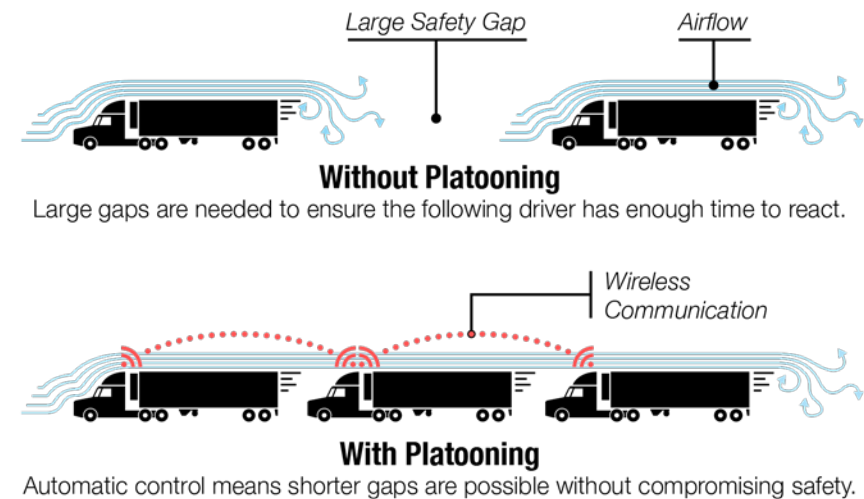 Large Safety Gap
Airflow
Without Platooning
Large gaps are needed to ensure the following driver has enough time to react.
Wireless
Communication
With Platooning
Automatic control means shorter gaps are possible without compromising safety.